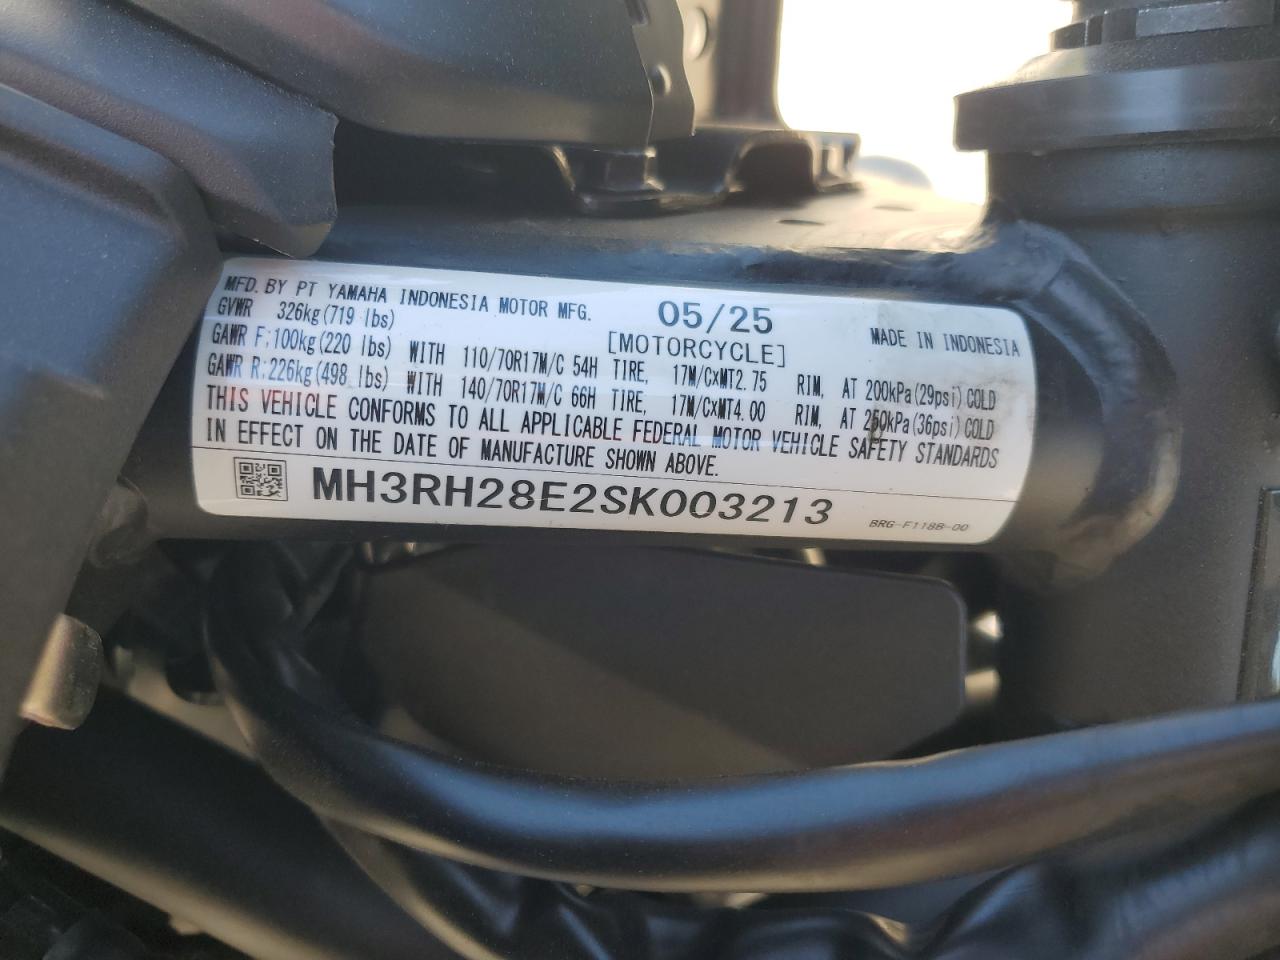 MFD. BY PT YAMAHA INDONESIA MOTOR MFG. 05/25
GVWR 326kg(719 lbs) [MOTORCYCLE] MADE IN INDONESIA
GAWR F:100kg(220 lbs) WITH 110/70R17M/C 54H TIRE, 17M/CxMT2.75 RIM, AT 200kPa(29psi)COLD
GAWR R:226kg(498 lbs) WITH 140/70R17M/C 66H TIRE, 17M/CxMT4.00 RIM, AT 250kPa(36psi)COLD
THIS VEHICLE CONFORMS TO ALL APPLICABLE FEDERAL MOTOR VEHICLE SAFETY STANDARDS
IN EFFECT ON THE DATE OF MANUFACTURE SHOWN ABOVE.
MH3RH28E2SK003213
BRG-F118B-00